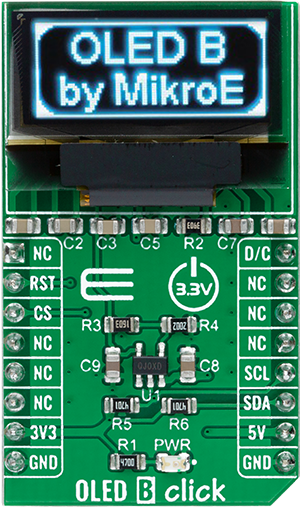 OLED B
by MikroE
C2 C3 C5 R2 C7
NC D/C
RST NC
CS 3.3V NC
NC R3 R4 NC
NC C9 C8 SCL
NC U1 SDA
R5 R6
3V3 5V
R1 PWR
GND 4700 GND
OLED B click